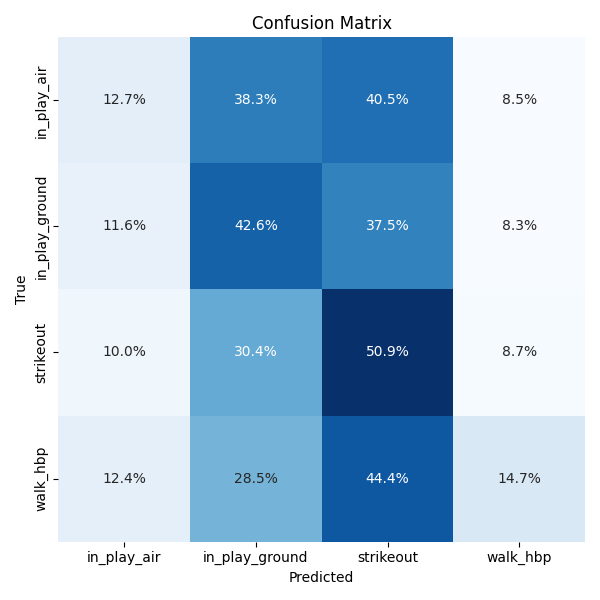 Confusion Matrix
True
in_play_air
12.7% 38.3% 40.5% 8.5%
in_play_ground
11.6% 42.6% 37.5% 8.3%
strikeout
10.0% 30.4% 50.9% 8.7%
walk_hbp
12.4% 28.5% 44.4% 14.7%
in_play_air in_play_ground strikeout walk_hbp
Predicted